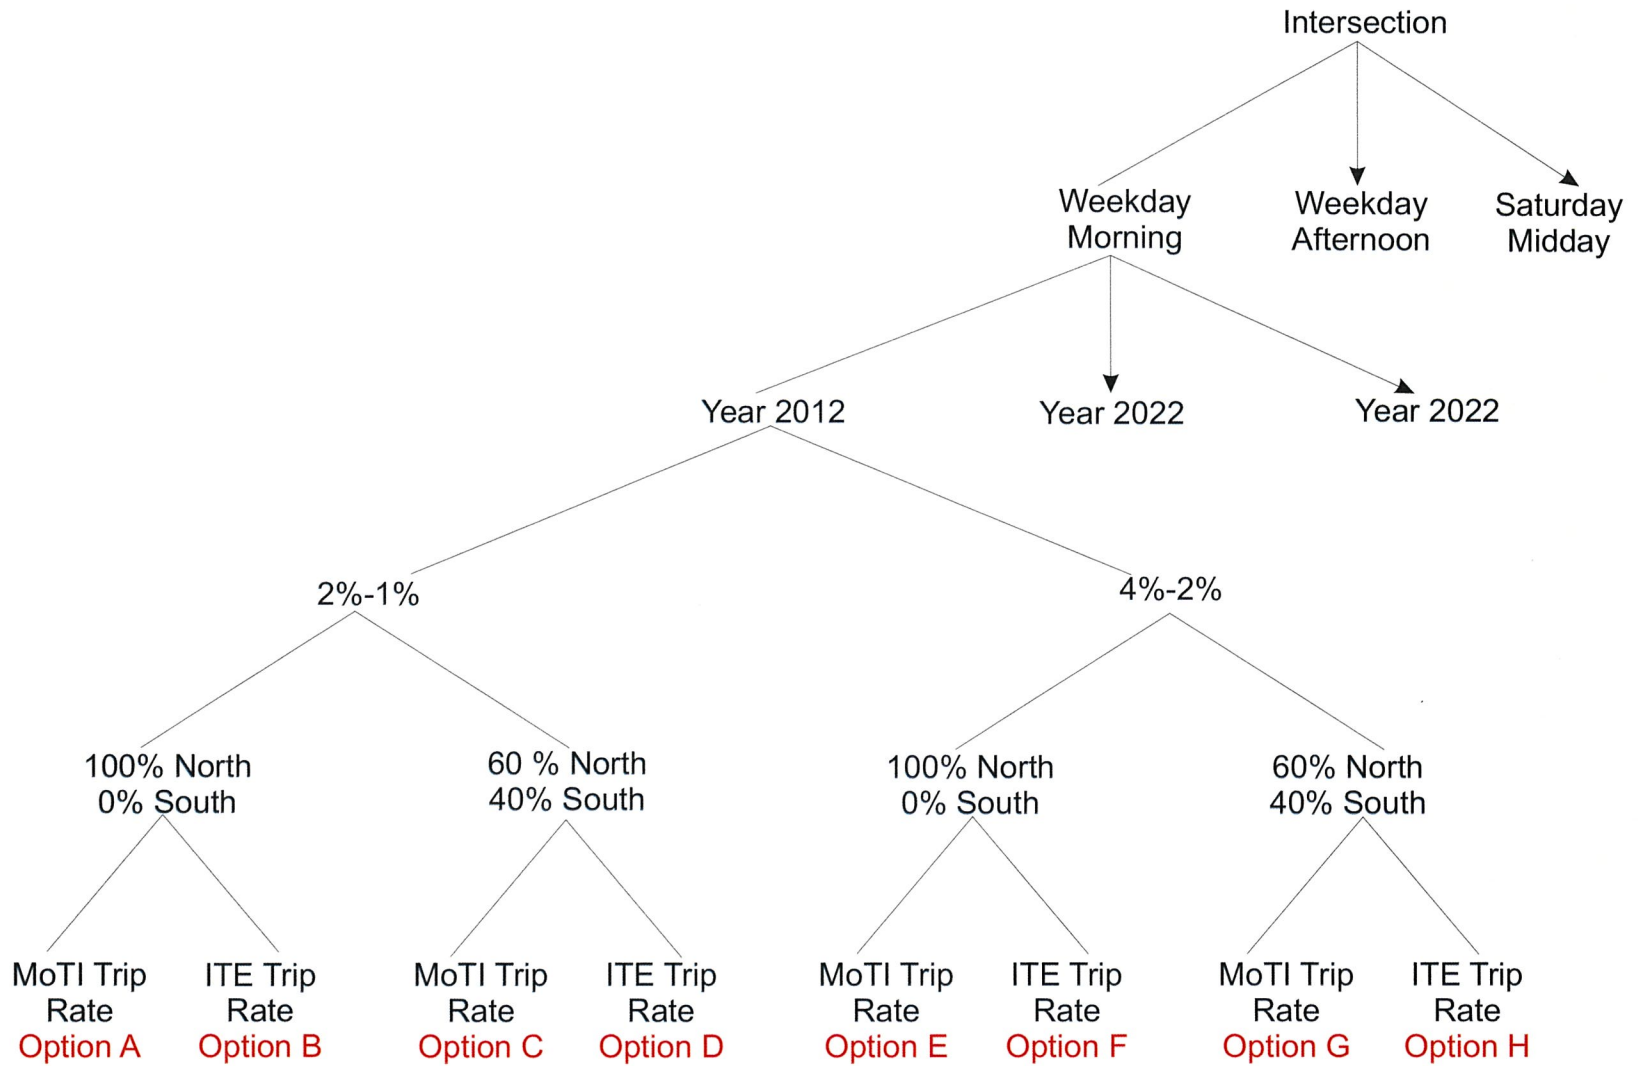 Intersection
Weekday
Morning
Weekday
Afternoon
Saturday
Midday
Year 2012
Year 2022
Year 2022
2%-1%
4%-2%
100% North
0% South
60 % North
40% South
100% North
0% South
60% North
40% South
MoTI Trip
Rate
Option A
ITE Trip
Rate
Option B
MoTI Trip
Rate
Option C
ITE Trip
Rate
Option D
MoTI Trip
Rate
Option E
ITE Trip
Rate
Option F
MoTI Trip
Rate
Option G
ITE Trip
Rate
Option H